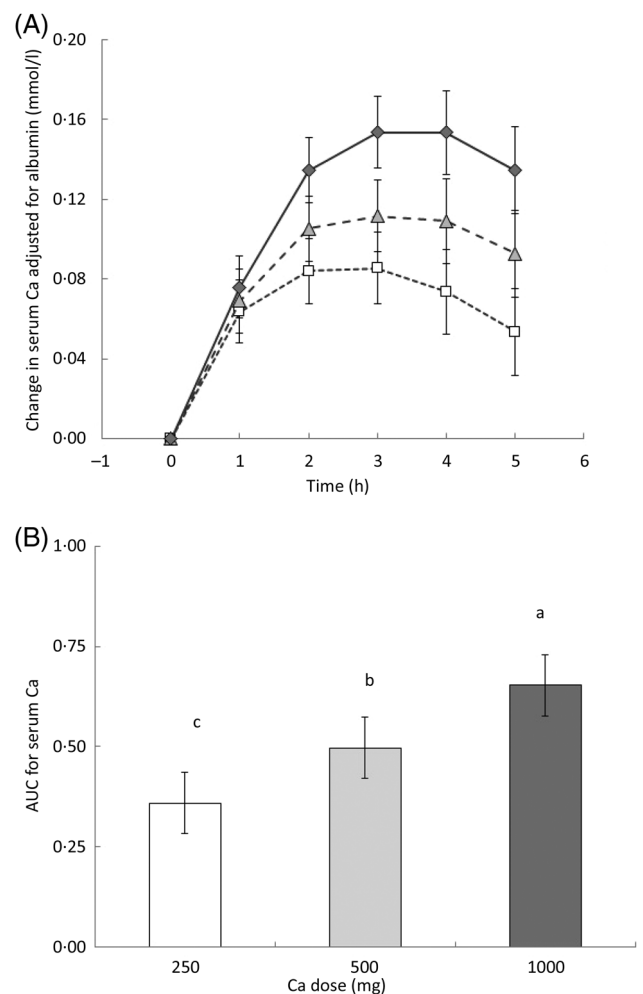 (A)
Change in serum Ca adjusted for albumin (mmol/l)
0·20
0·16
0·12
0·08
0·04
0·00
–1 0 1 2 3 4 5 6
Time (h)
(B)
AUC for serum Ca
1·00
0·75
0·50
0·25
0·00
c
b
a
250 500 1000
Ca dose (mg)